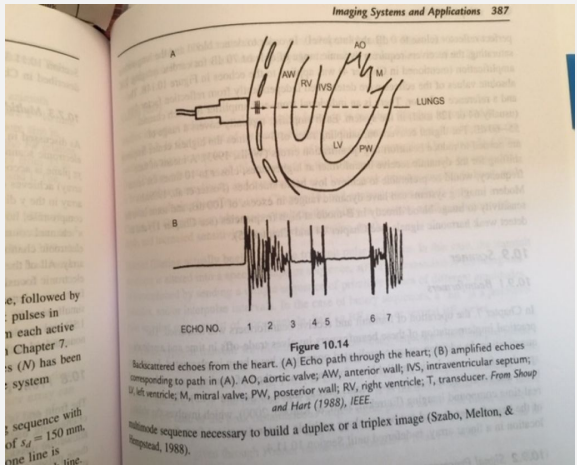 Imaging Systems and Applications 387
A
AO
AW
RV
IVS
M
LUNGS
LV
PW
B
ECHO NO. 1 2 3 4 5 6 7
Figure 10.14
Backscattered echoes from the heart. (A) Echo path through the heart; (B) amplified echoes
corresponding to path in (A). AO, aortic valve; AW, anterior wall; IVS, intraventricular septum;
LV, left ventricle; M, mitral valve; PW, posterior wall; RV, right ventricle; T, transducer. From Shoup
and Hart (1988), IEEE.
multimode sequence necessary to build a duplex or a triplex image (Szabo, Melton, &
Hempstead, 1988).
followed by
pulses in
each active
Chapter 7.
(N) has been
system
sequence with
of sd = 150 mm,
one line is
line.